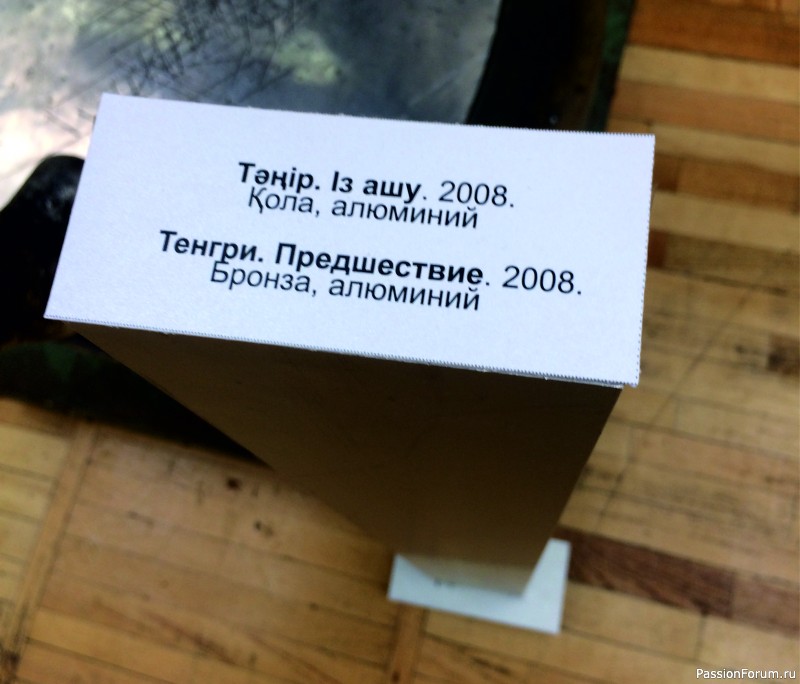 Тәңір. Із ашу. 2008.
Қола, алюминий
Тенгри. Предшествие. 2008.
Бронза, алюминий
PassionForum.ru